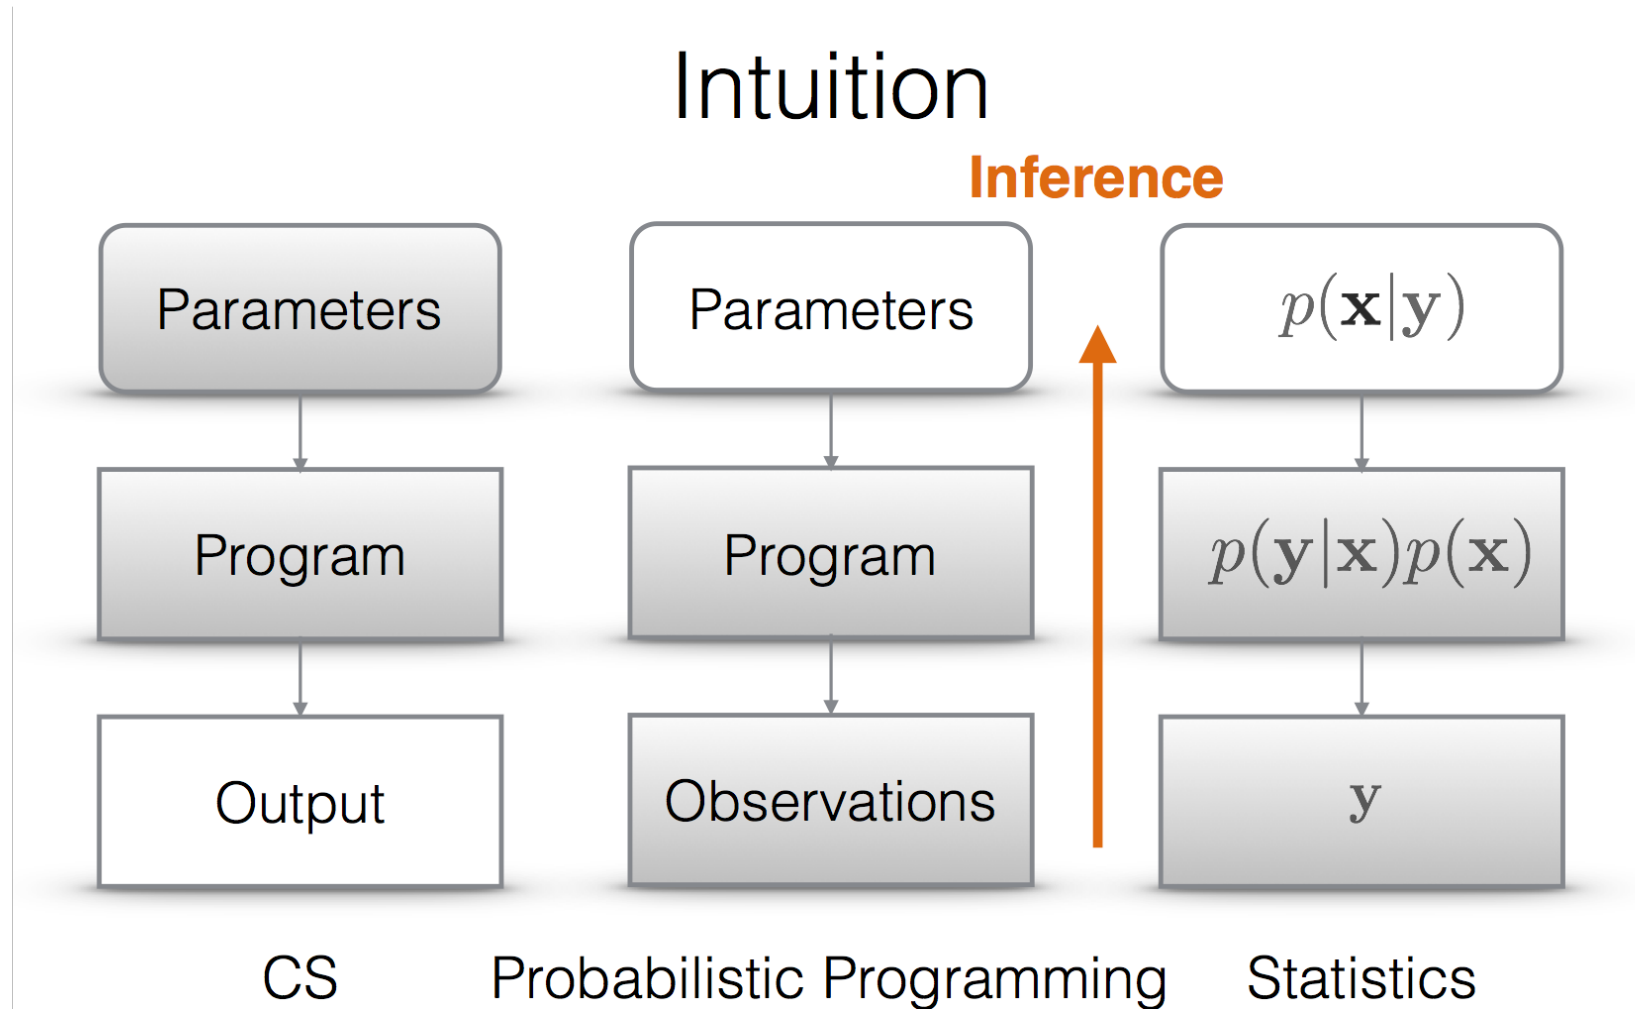 Intuition
Inference
Parameters
Parameters
p(x|y)
Program
Program
p(y|x)p(x)
Output
Observations
y
CS
Probabilistic Programming
Statistics